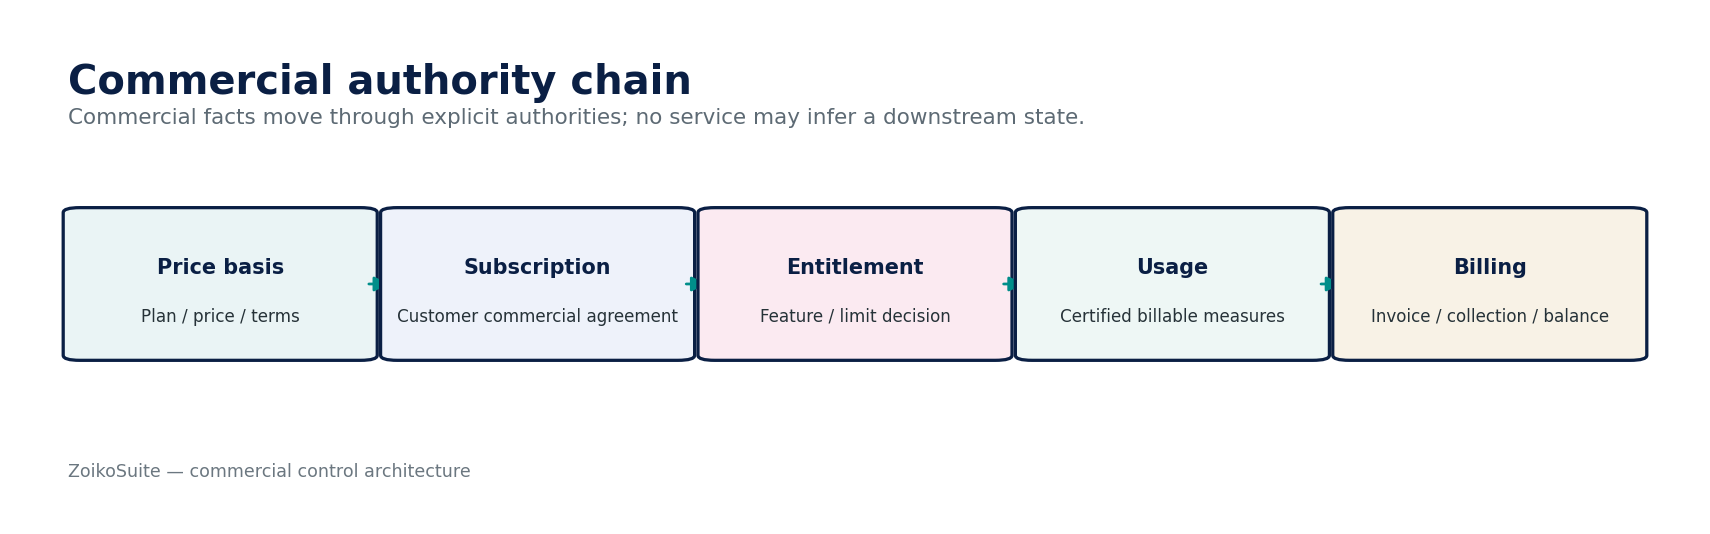 Commercial authority chain
Commercial facts move through explicit authorities; no service may infer a downstream state.
Price basis
Plan / price / terms
Subscription
Customer commercial agreement
Entitlement
Feature / limit decision
Usage
Certified billable measures
Billing
Invoice / collection / balance
ZoikoSuite — commercial control architecture